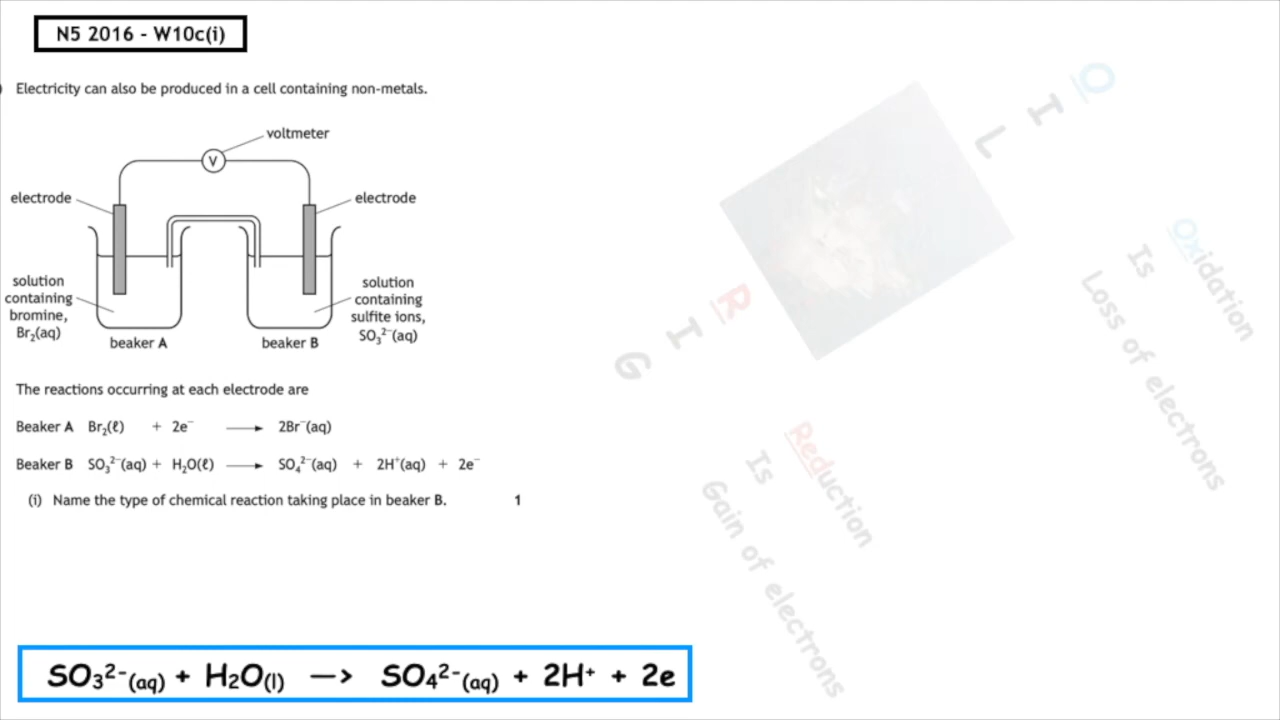 N5 2016 - W10c(i)
) Electricity can also be produced in a cell containing non-metals.
voltmeter
V
electrode
electrode
solution
containing
bromine,
Br₂(aq)
solution
containing
sulfite ions,
SO₃²⁻(aq)
beaker A
beaker B
The reactions occurring at each electrode are
Beaker A Br₂(ℓ) + 2e⁻ ⟶ 2Br⁻(aq)
Beaker B SO₃²⁻(aq) + H₂O(ℓ) ⟶ SO₄²⁻(aq) + 2H⁺(aq) + 2e⁻
(i) Name the type of chemical reaction taking place in beaker B. 1
O I L
R I G
Oxidation
Is
Loss of electrons
Reduction
Is
Gain of electrons
SO₃²⁻(aq) + H₂O(l) —> SO₄²⁻(aq) + 2H⁺ + 2e